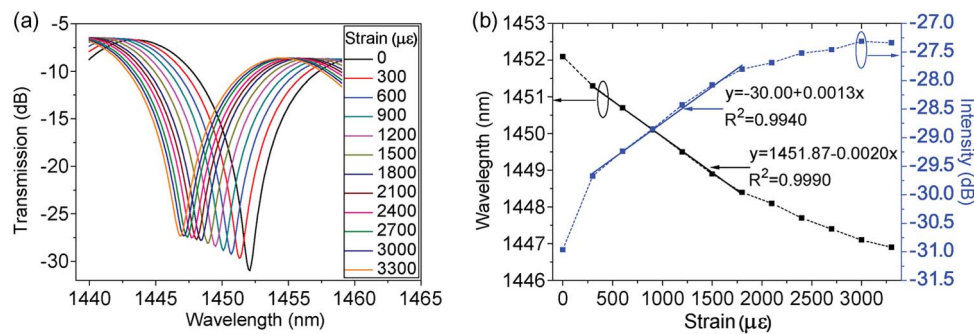 (a)
-5
-10
-15
-20
-25
-30
Transmission (dB)
1440 1445 1450 1455 1460 1465
Wavelength (nm)
Strain (με)
0
300
600
900
1200
1500
1800
2100
2400
2700
3000
3300
(b)
1453
1452
1451
1450
1449
1448
1447
1446
Wavelegnth (nm)
0 500 1000 1500 2000 2500 3000
Strain(με)
y=-30.00+0.0013x
R²=0.9940
y=1451.87-0.0020x
R²=0.9990
-27.0
-27.5
-28.0
-28.5
-29.0
-29.5
-30.0
-30.5
-31.0
-31.5
Intensity (dB)